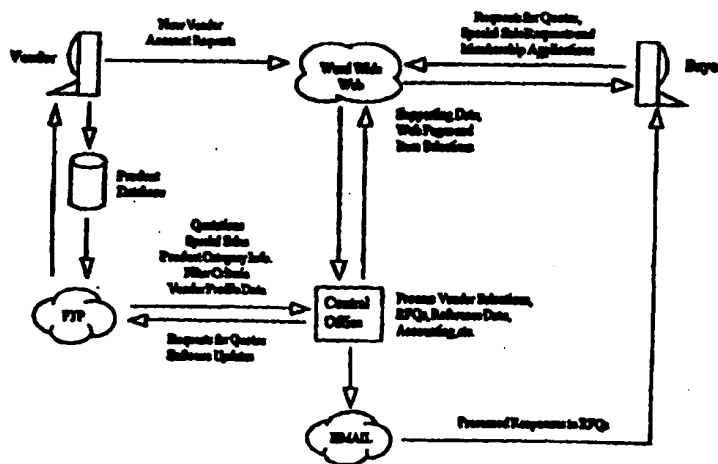 New Vendor
Account Requests
Requests for Quotes,
Special Sale Requests and
Membership Applications
Vendor
World Wide
Web
Buyer
Supporting Data,
Web Pages and
Item Selections
Product
Database
Quotations
Special Sales
Product Category Info.
Filter Criteria
Vendor Profile Data
FTP
Central
Office
Process Vendor Selections,
RFQs, Reference Data,
Accounting, etc.
Requests for Quotes
Software Updates
EMAIL
Processed Responses to RFQs